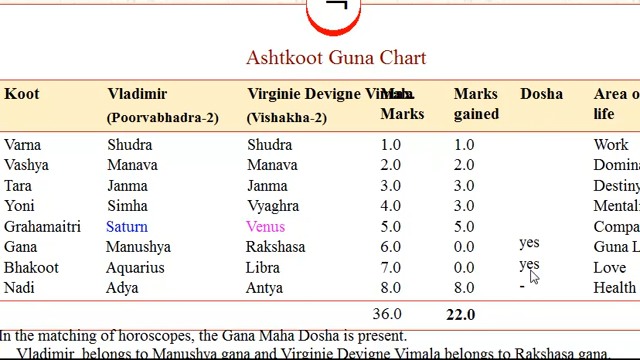 Ashtkoot Guna Chart
Koot Vladimir Virginie Devigne Vimala Max. Marks Dosha Area o
(Poorvabhadra-2) (Vishakha-2) Marks gained life
Varna Shudra Shudra 1.0 1.0 Work
Vashya Manava Manava 2.0 2.0 Domina
Tara Janma Janma 3.0 3.0 Destiny
Yoni Simha Vyaghra 4.0 3.0 Mentali
Grahamaitri Saturn Venus 5.0 5.0 Compa
Gana Manushya Rakshasa 6.0 0.0 yes Guna L
Bhakoot Aquarius Libra 7.0 0.0 yes Love
Nadi Adya Antya 8.0 8.0 - Health
36.0 22.0
In the matching of horoscopes, the Gana Maha Dosha is present.
Vladimir belongs to Manushya gana and Virginie Devigne Vimala belongs to Rakshasa gana.